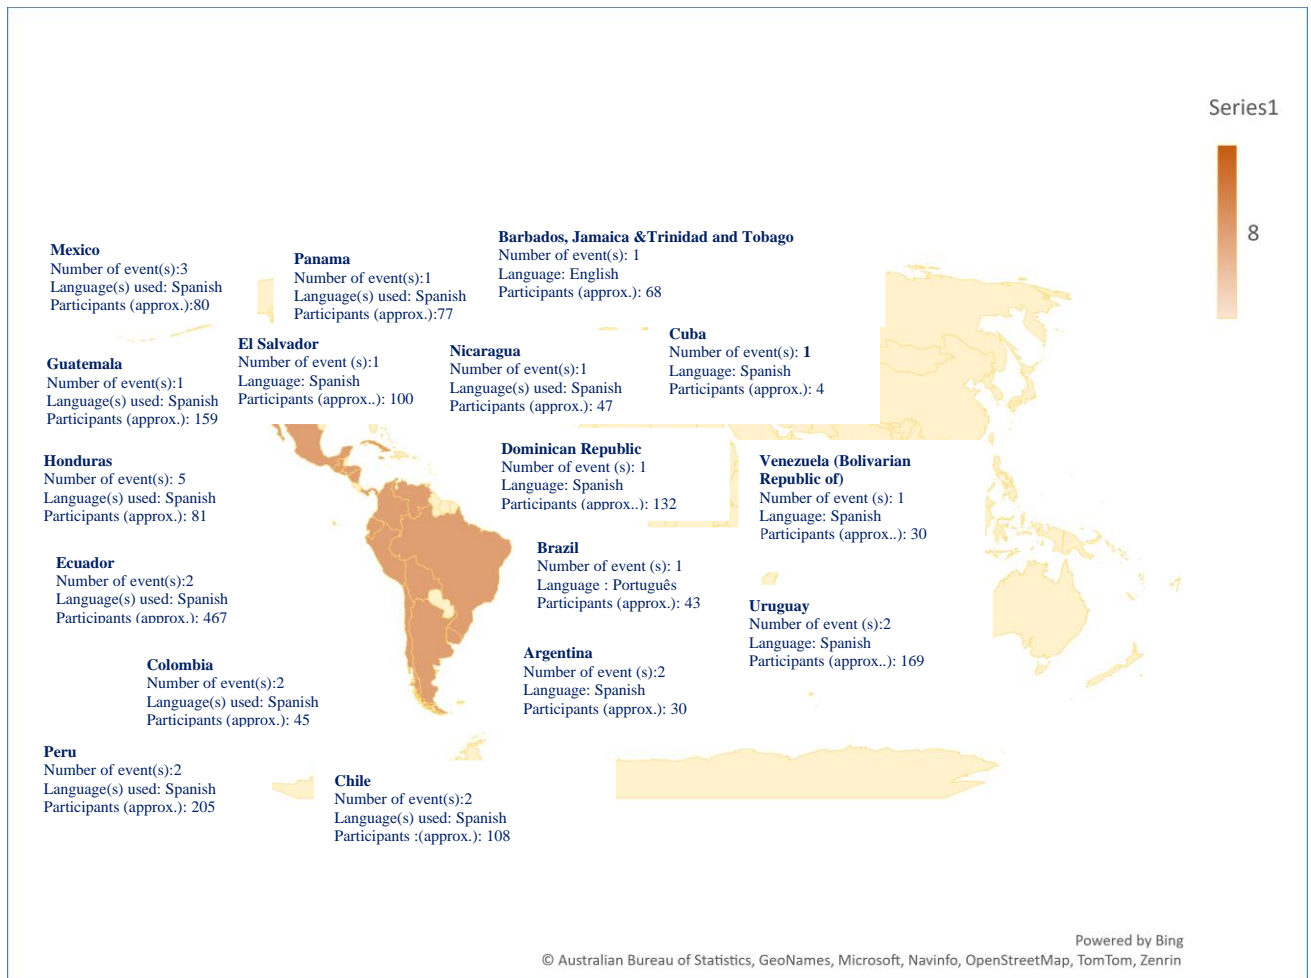 Series1
8
Mexico
Number of event(s):3
Language(s) used: Spanish
Participants (approx.):80
Panama
Number of event(s):1
Language(s) used: Spanish
Participants (approx.):77
Barbados, Jamaica &Trinidad and Tobago
Number of event(s): 1
Language: English
Participants (approx.): 68
Guatemala
Number of event(s):1
Language(s) used: Spanish
Participants (approx.): 159
El Salvador
Number of event (s):1
Language: Spanish
Participants (approx..): 100
Nicaragua
Number of event(s):1
Language(s) used: Spanish
Participants (approx.): 47
Cuba
Number of event(s): 1
Language: Spanish
Participants (approx.): 4
Honduras
Number of event(s): 5
Language(s) used: Spanish
Participants (approx.): 81
Dominican Republic
Number of event (s): 1
Language: Spanish
Participants (approx..): 132
Venezuela (Bolivarian
Republic of)
Number of event (s): 1
Language: Spanish
Participants (approx..): 30
Ecuador
Number of event(s):2
Language(s) used: Spanish
Participants (approx.): 467
Brazil
Number of event (s): 1
Language : Português
Participants (approx.): 43
Uruguay
Number of event (s):2
Language: Spanish
Participants (approx..): 169
Colombia
Number of event(s):2
Language(s) used: Spanish
Participants (approx.): 45
Argentina
Number of event (s):2
Language: Spanish
Participants (approx.): 30
Peru
Number of event(s):2
Language(s) used: Spanish
Participants (approx.): 205
Chile
Number of event(s):2
Language(s) used: Spanish
Participants :(approx.): 108
Powered by Bing
© Australian Bureau of Statistics, GeoNames, Microsoft, Navinfo, OpenStreetMap, TomTom, Zenrin